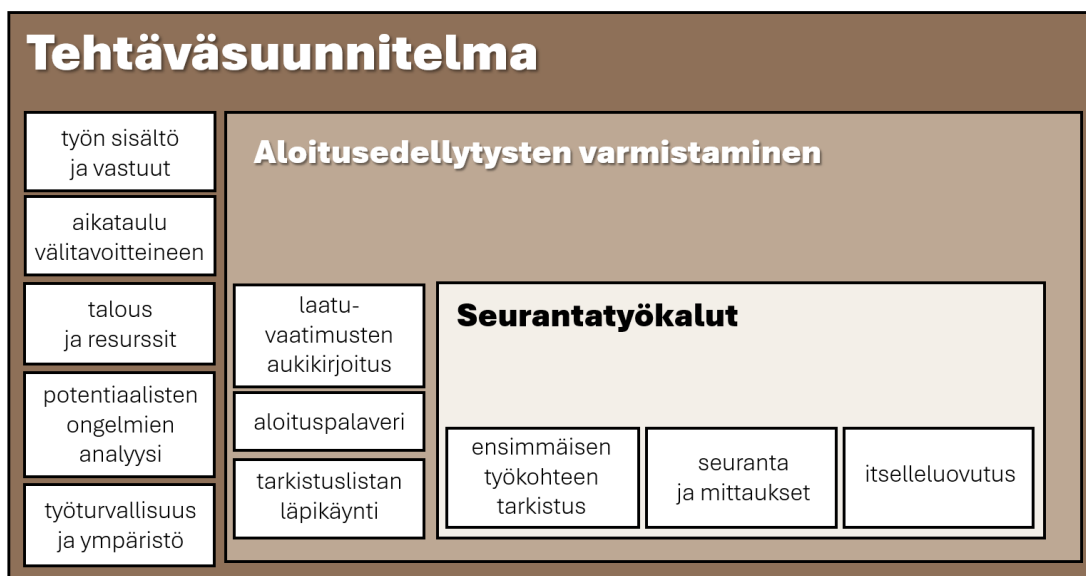 Tehtäväsuunnitelma
työn sisältö
ja vastuut
aikataulu
välitavoitteineen
talous
ja resurssit
potentiaalisten
ongelmien
analyysi
työturvallisuus
ja ympäristö
Aloitusedellytysten varmistaminen
laatu-
vaatimusten
aukikirjoitus
aloituspalaveri
tarkistuslistan
läpikäynti
Seurantatyökalut
ensimmäisen
työkohteen
tarkistus
seuranta
ja mittaukset
itselleluovutus